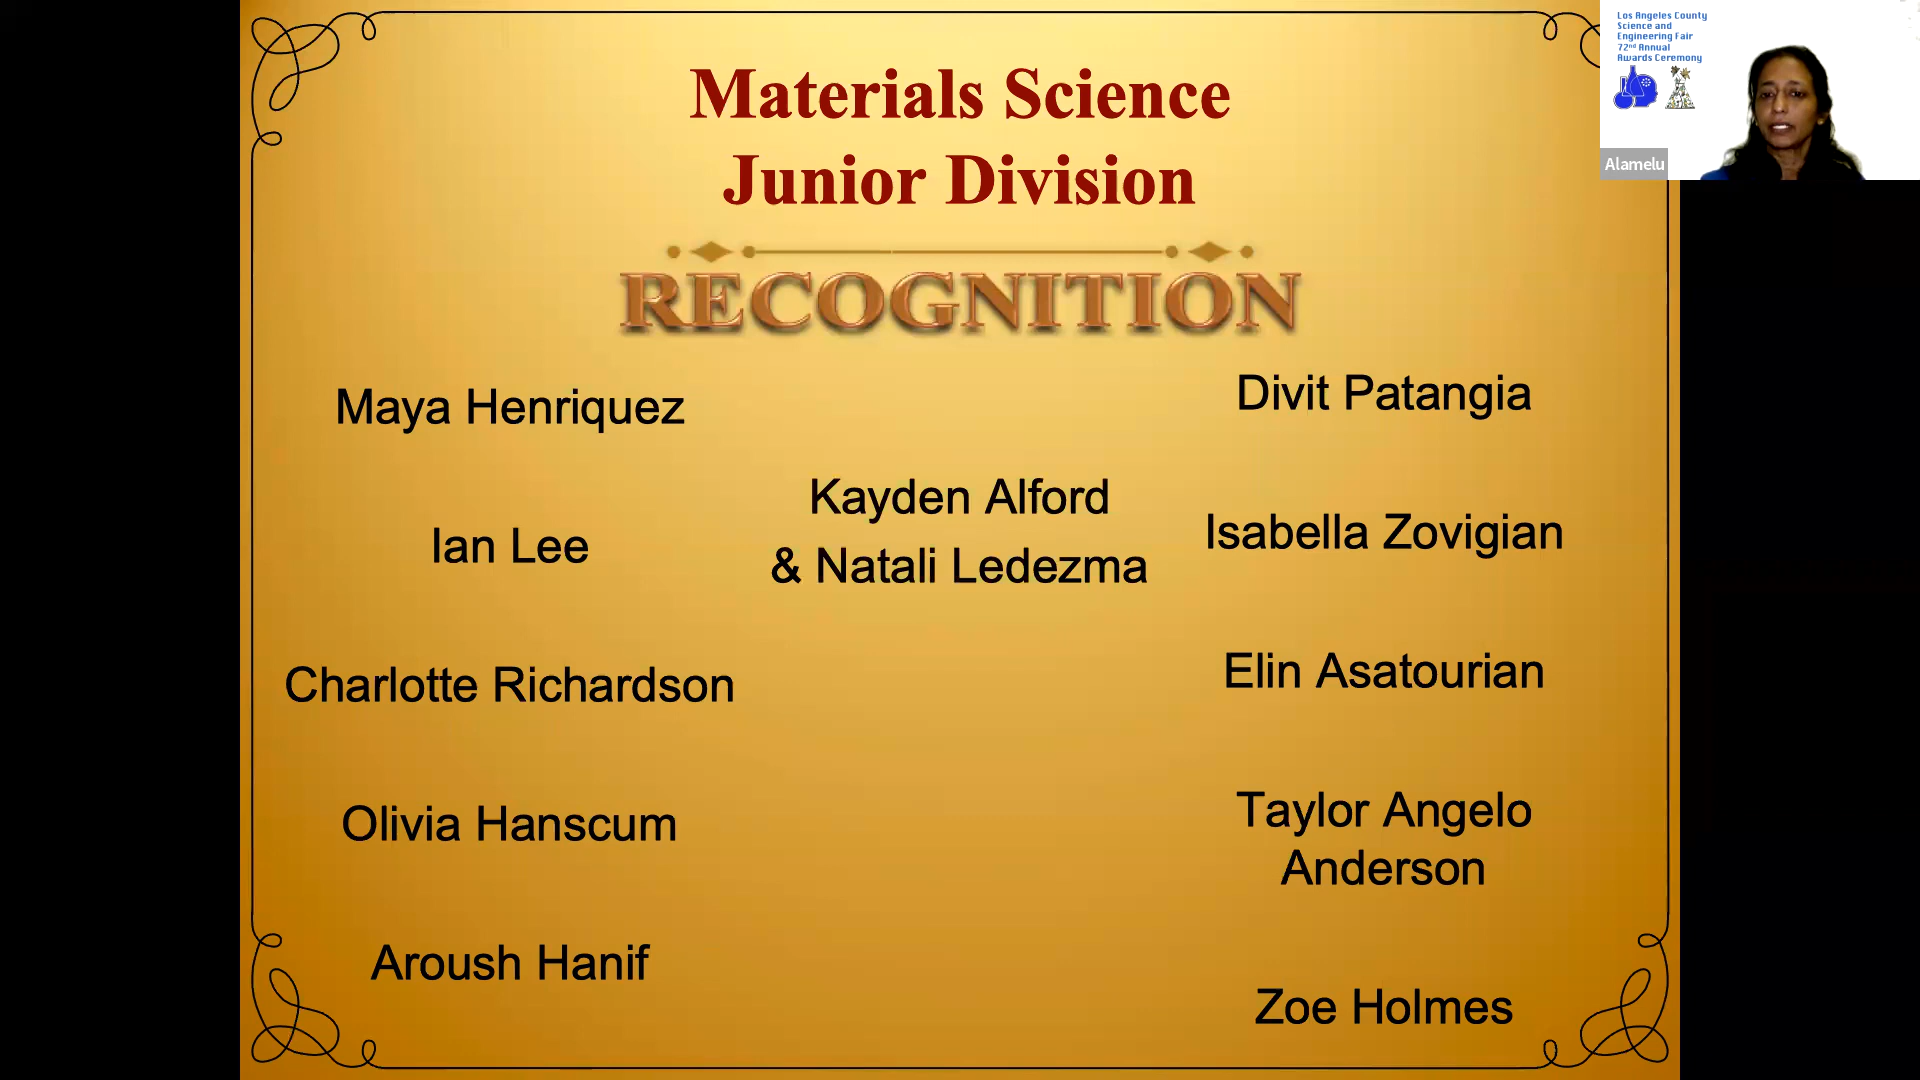 Materials Science
Junior Division
RECOGNITION
Maya Henriquez
Ian Lee
Charlotte Richardson
Olivia Hanscum
Aroush Hanif
Kayden Alford
& Natali Ledezma
Divit Patangia
Isabella Zovigian
Elin Asatourian
Taylor Angelo
Anderson
Zoe Holmes
Los Angeles County
Science and
Engineering Fair
72nd Annual
Awards Ceremony
Alamelu